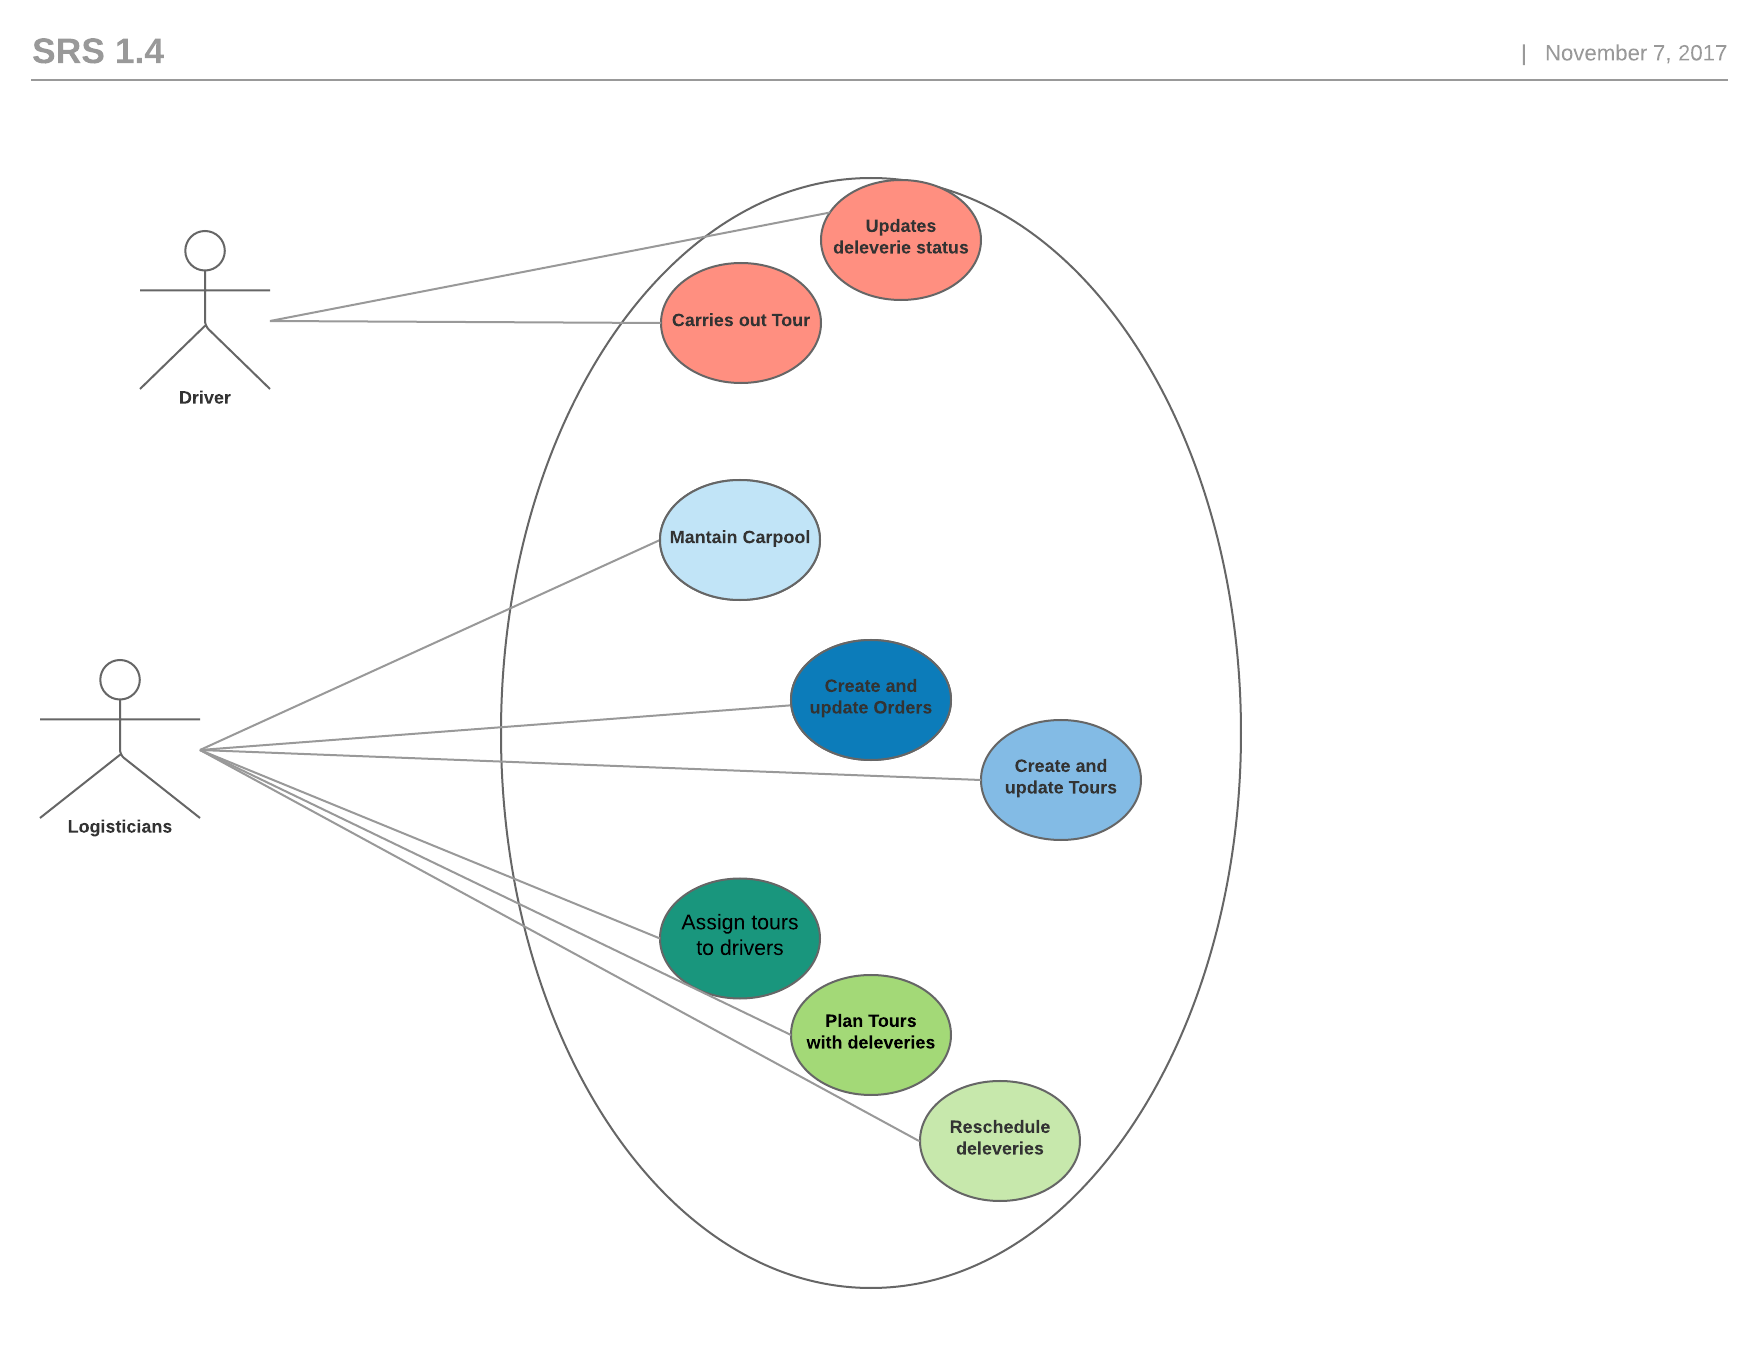 SRS 1.4
| November 7, 2017
Updates
deleverie status
Carries out Tour
Driver
Mantain Carpool
Create and
update Orders
Create and
update Tours
Logisticians
Assign tours
to drivers
Plan Tours
with deleveries
Reschedule
deleveries